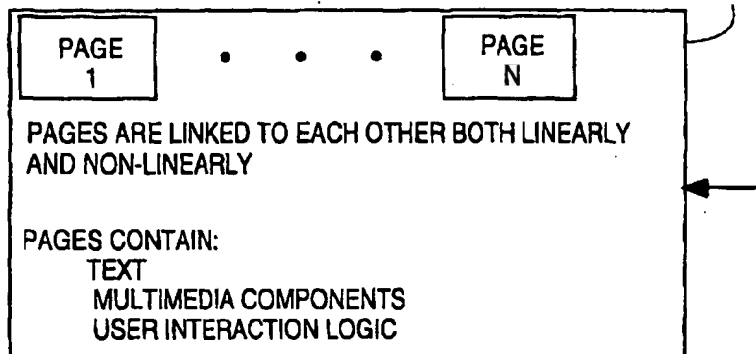 PAGE
1
• • •
PAGE
N
PAGES ARE LINKED TO EACH OTHER BOTH LINEARLY
AND NON-LINEARLY
PAGES CONTAIN:
TEXT
MULTIMEDIA COMPONENTS
USER INTERACTION LOGIC